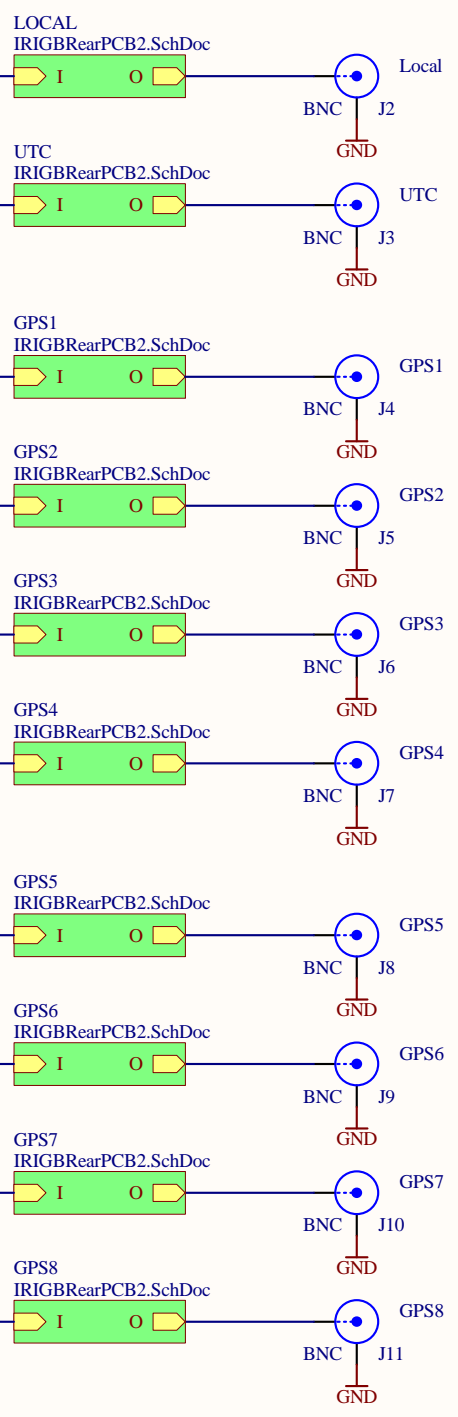 LOCAL
IRIGBRearPCB2.SchDoc
I O Local
BNC J2
GND
UTC
IRIGBRearPCB2.SchDoc
I O UTC
BNC J3
GND
GPS1
IRIGBRearPCB2.SchDoc
I O GPS1
BNC J4
GND
GPS2
IRIGBRearPCB2.SchDoc
I O GPS2
BNC J5
GND
GPS3
IRIGBRearPCB2.SchDoc
I O GPS3
BNC J6
GND
GPS4
IRIGBRearPCB2.SchDoc
I O GPS4
BNC J7
GND
GPS5
IRIGBRearPCB2.SchDoc
I O GPS5
BNC J8
GND
GPS6
IRIGBRearPCB2.SchDoc
I O GPS6
BNC J9
GND
GPS7
IRIGBRearPCB2.SchDoc
I O GPS7
BNC J10
GND
GPS8
IRIGBRearPCB2.SchDoc
I O GPS8
BNC J11
GND